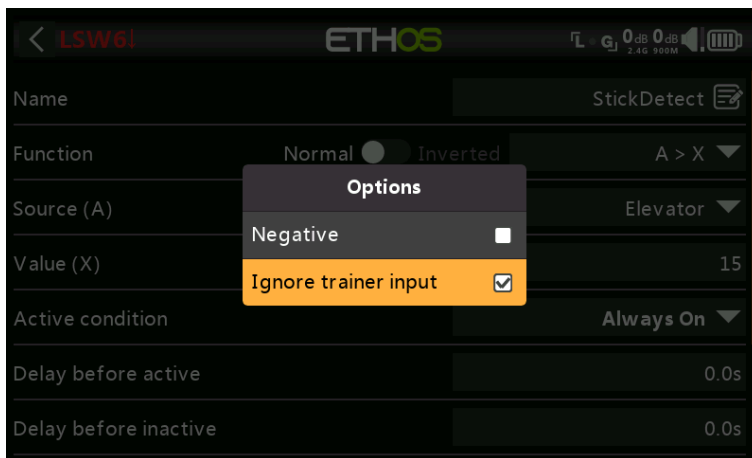 LSW6↓ ETHOS L G 0dB 0dB
2.4G 900M
Name StickDetect
Function Normal Inverted A > X
Options
Source (A) Elevator
Negative
Value (X) 15
Ignore trainer input
Active condition Always On
Delay before active 0.0s
Delay before inactive 0.0s